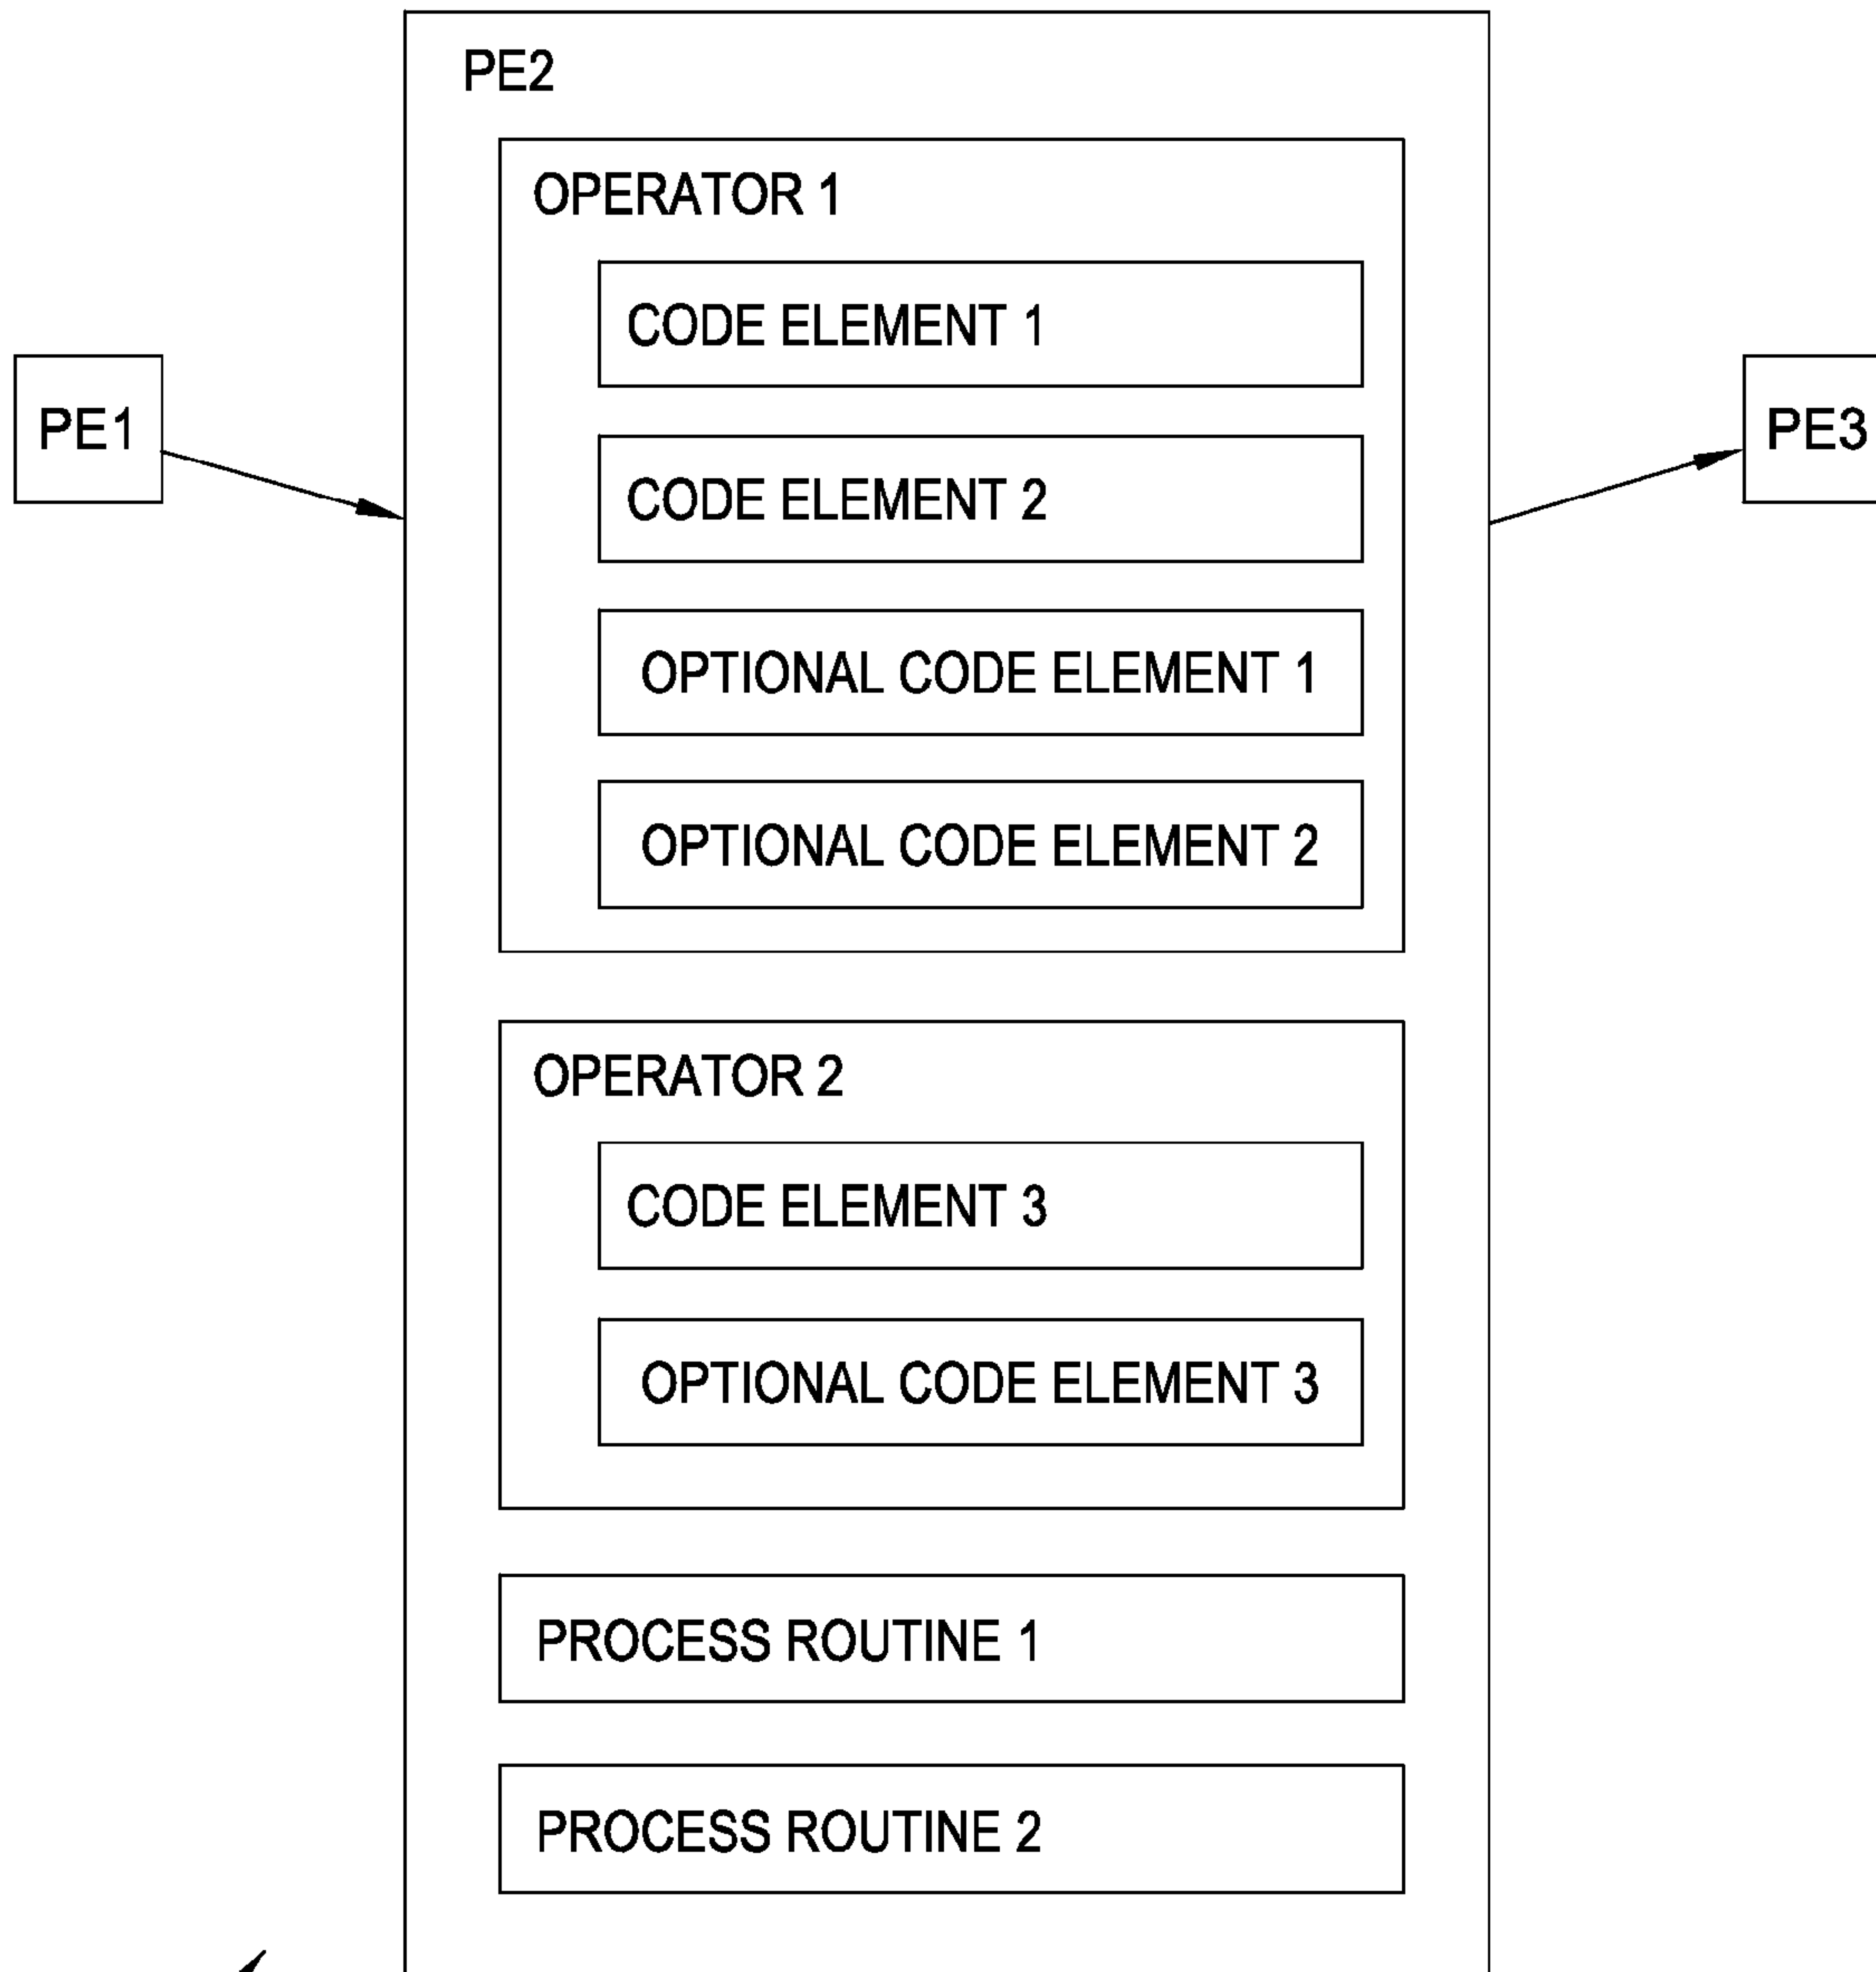 PE2
OPERATOR 1
CODE ELEMENT 1
PE1
PE3
CODE ELEMENT 2
OPTIONAL CODE ELEMENT 1
OPTIONAL CODE ELEMENT 2
OPERATOR 2
CODE ELEMENT 3
OPTIONAL CODE ELEMENT 3
PROCESS ROUTINE 1
PROCESS ROUTINE 2